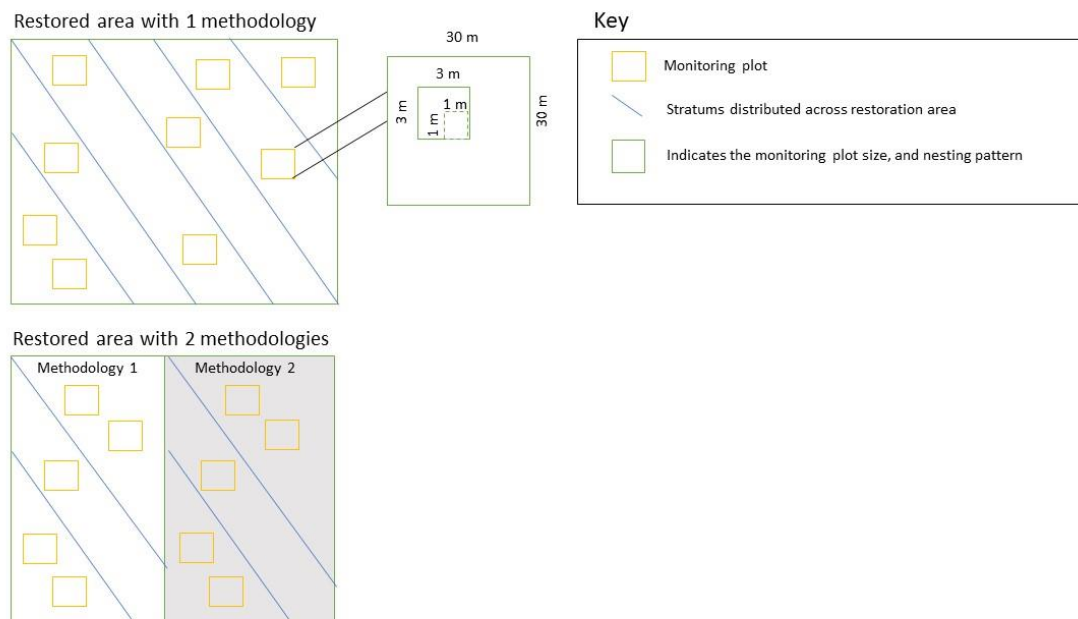 Restored area with 1 methodology
30 m
3 m
1 m
3 m
1 m
30 m
Key
Monitoring plot
Stratums distributed across restoration area
Indicates the monitoring plot size, and nesting pattern
Restored area with 2 methodologies
Methodology 1
Methodology 2